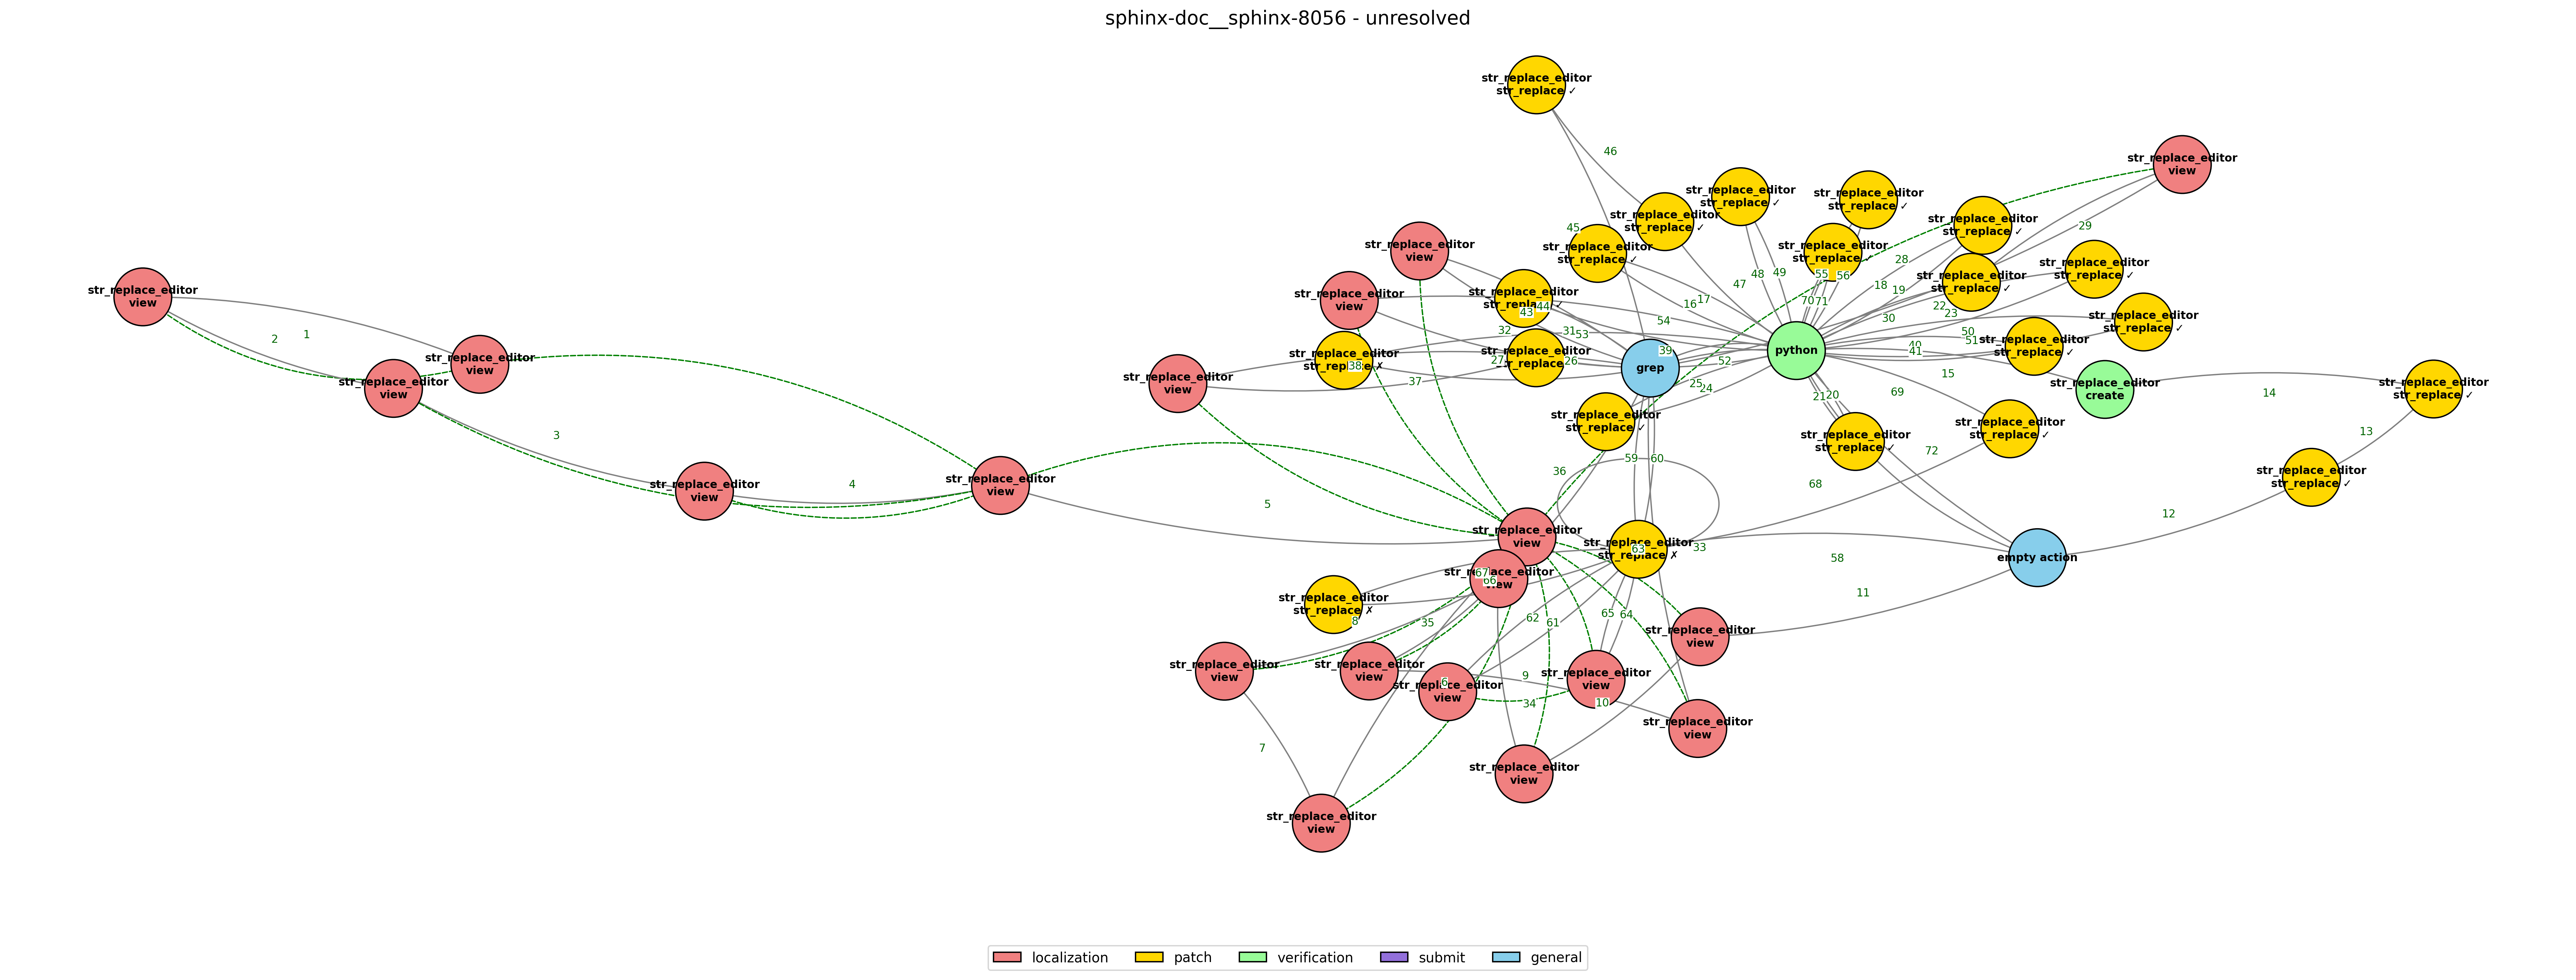 sphinx-doc__sphinx-8056 - unresolved
str_replace_editor
str_replace ✓
46
str_replace_editor
view
str_replace_editor
str_replace ✓
str_replace_editor
str_replace ✓
str_replace_editor
str_replace ✓
str_replace_editor
str_replace ✓
29
45
str_replace_editor
view
str_replace_editor
str_replace ✓
str_replace_editor
str_replace ✓
28
str_replace_editor
str_replace ✓
55
56
str_replace_editor
str_replace ✓
48
49
47
18
19
str_replace_editor
view
str_replace_editor
view
str_replace_editor
str_replace ✓
44
43
16
17
70
71
22
23
30
54
str_replace_editor
str_replace ✓
1
2
32
31
53
50
51
40
41
str_replace_editor
str_replace ✓
str_replace_editor
view
str_replace_editor
str_replace ✗
38
27
str_replace_editor
str_replace ✓
26
39
grep
52
python
str_replace_editor
view
str_replace_editor
view
37
25
24
15
21
20
69
str_replace_editor
create
14
str_replace_editor
str_replace ✓
3
str_replace_editor
str_replace ✓
str_replace_editor
str_replace ✓
str_replace_editor
str_replace ✓
13
59
60
72
36
68
str_replace_editor
str_replace ✓
str_replace_editor
view
4
str_replace_editor
view
5
12
str_replace_editor
view
str_replace_editor
str_replace ✗
63
33
58
empty action
str_replace_editor
view
67
66
11
str_replace_editor
str_replace ✗
8
35
62
61
65
64
str_replace_editor
view
str_replace_editor
view
str_replace_editor
view
6
str_replace_editor
view
9
str_replace_editor
view
34
10
str_replace_editor
view
7
str_replace_editor
view
str_replace_editor
view
localization
patch
verification
submit
general